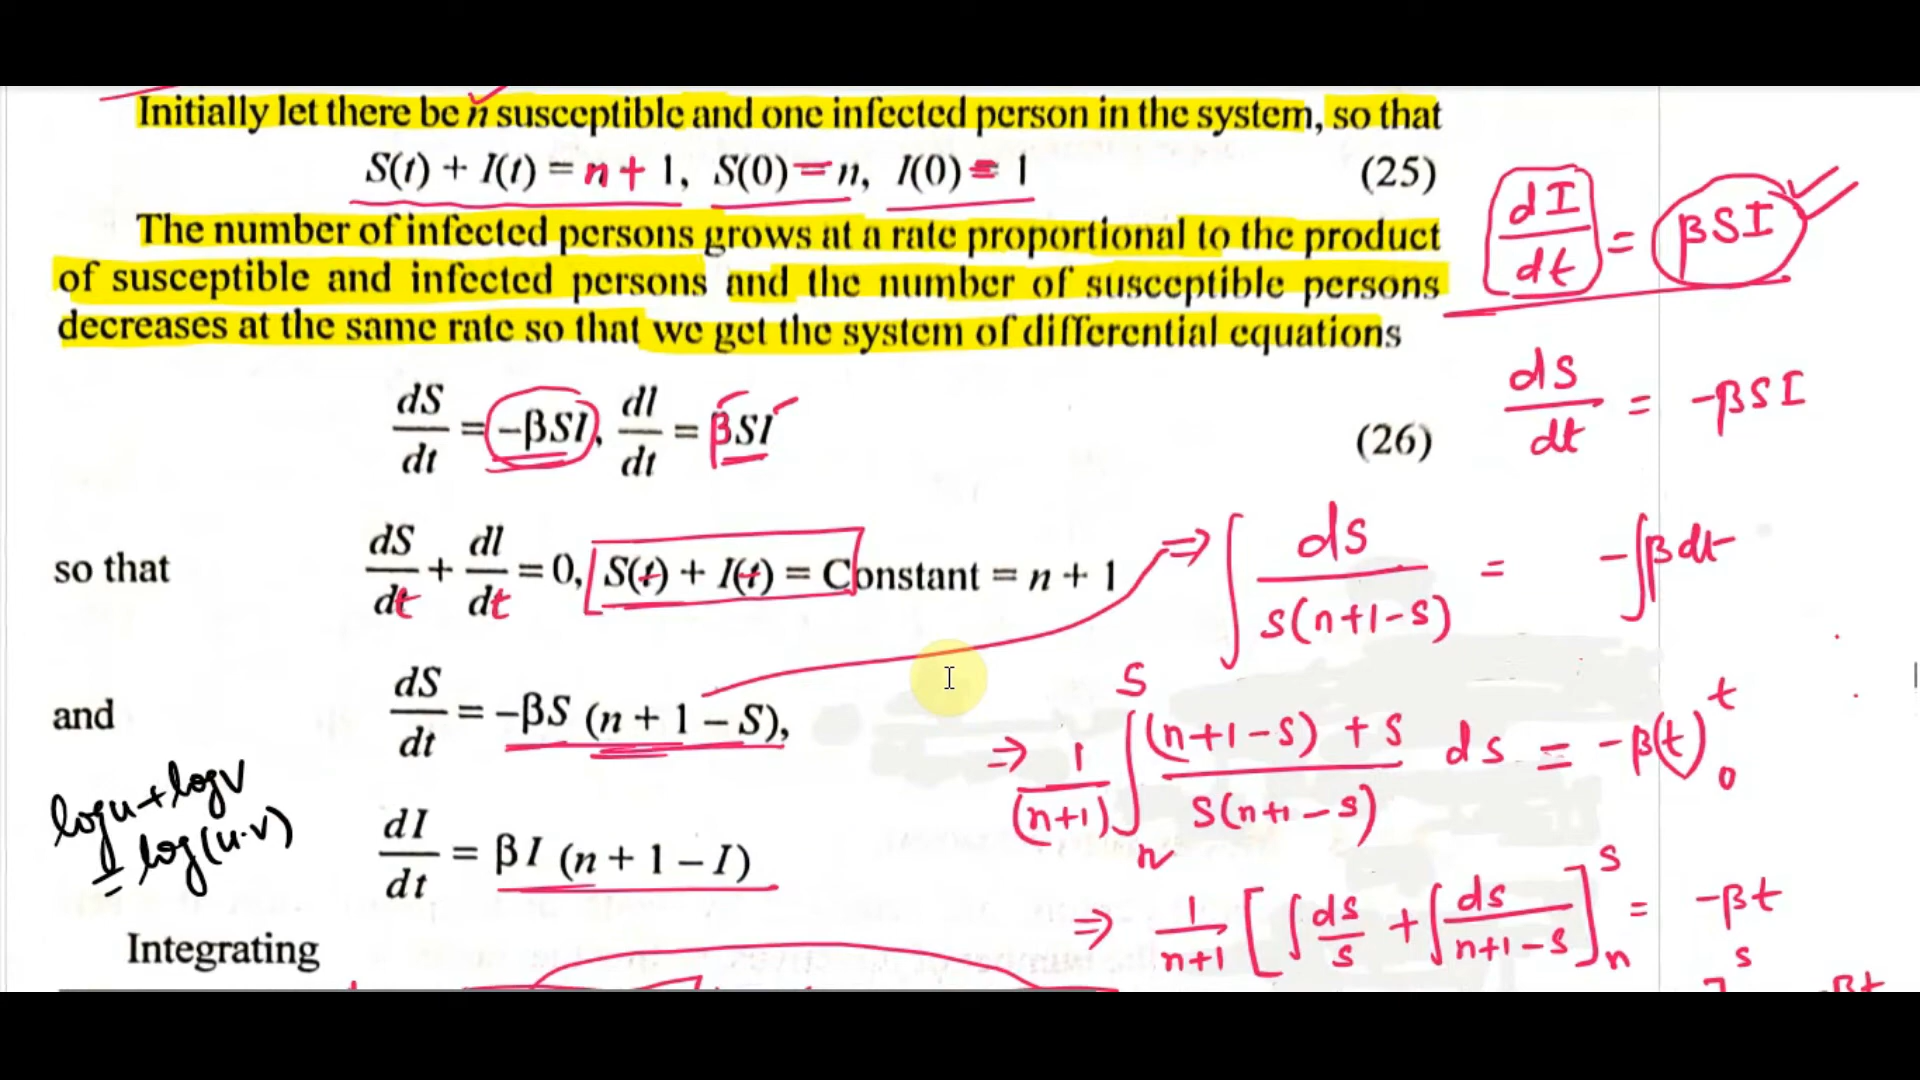 Initially let there be n susceptible and one infected person in the system, so that
S(t) + I(t) = n + 1, S(0) = n, I(0) = 1 (25)
The number of infected persons grows at a rate proportional to the product
of susceptible and infected persons and the number of susceptible persons
decreases at the same rate so that we get the system of differential equations
dS/dt = -βSI, dI/dt = βSI (26)
so that dS/dt + dI/dt = 0, S(t) + I(t) = Constant = n + 1
and dS/dt = -βS (n + 1 - S),
dI/dt = βI (n + 1 - I)
Integrating
log u + log v
= log(u·v)
dI/dt = βSI
dS/dt = -βSI
⇒ ∫ ds/s(n+1-s) = -∫β dt
⇒ 1/(n+1) ∫_n^s (n+1-s) + s / s(n+1-s) ds = -β(t)_0^t
⇒ 1/n+1 [∫ds/s + ∫ds/n+1-s]_n^s = -βt
s